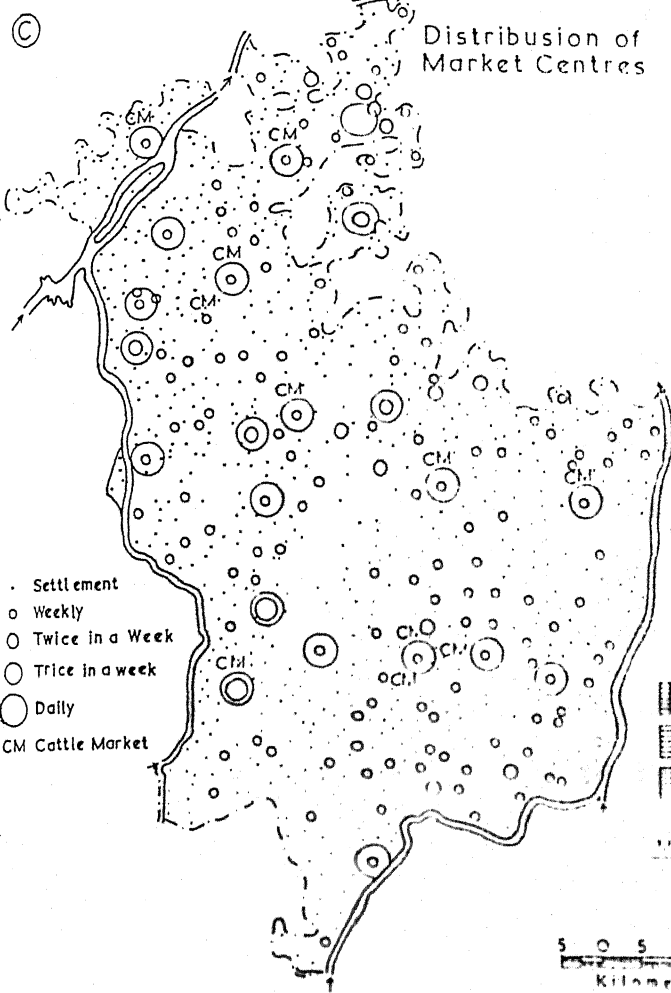 C
Distribusion of
Market Centres
CM
CM
CM
CM
CM
CM
CM
CM
CM
CM
CM
Settlement
Weekly
Twice in a Week
Trice in a week
Daily
CM Cattle Market
5 0 5
Kilome